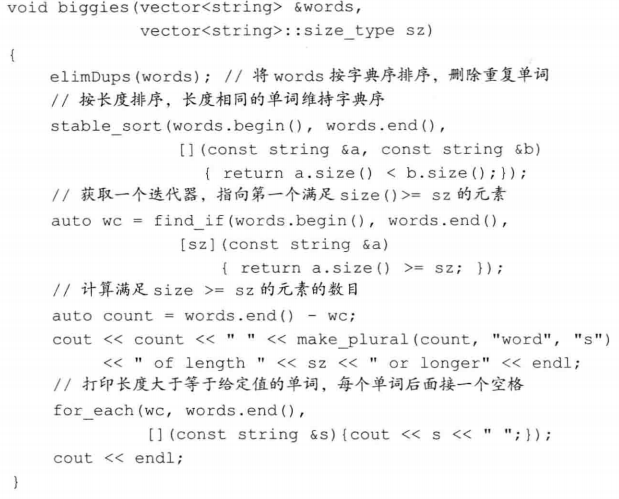 void biggies(vector<string> &words,
             vector<string>::size_type sz)
{
    elimDups(words); // 将 words 按字典序排序，删除重复单词
    // 按长度排序，长度相同的单词维持字典序
    stable_sort(words.begin(), words.end(),
                [](const string &a, const string &b)
                  { return a.size() < b.size();});
    // 获取一个迭代器，指向第一个满足 size()>= sz 的元素
    auto wc = find_if(words.begin(), words.end(),
                [sz](const string &a)
                    { return a.size() >= sz; });
    // 计算满足 size >= sz 的元素的数目
    auto count = words.end() - wc;
    cout << count << " " << make_plural(count, "word", "s")
         << " of length " << sz << " or longer" << endl;
    // 打印长度大于等于给定值的单词，每个单词后面接一个空格
    for_each(wc, words.end(),
             [](const string &s){cout << s << " ";});
    cout << endl;
}